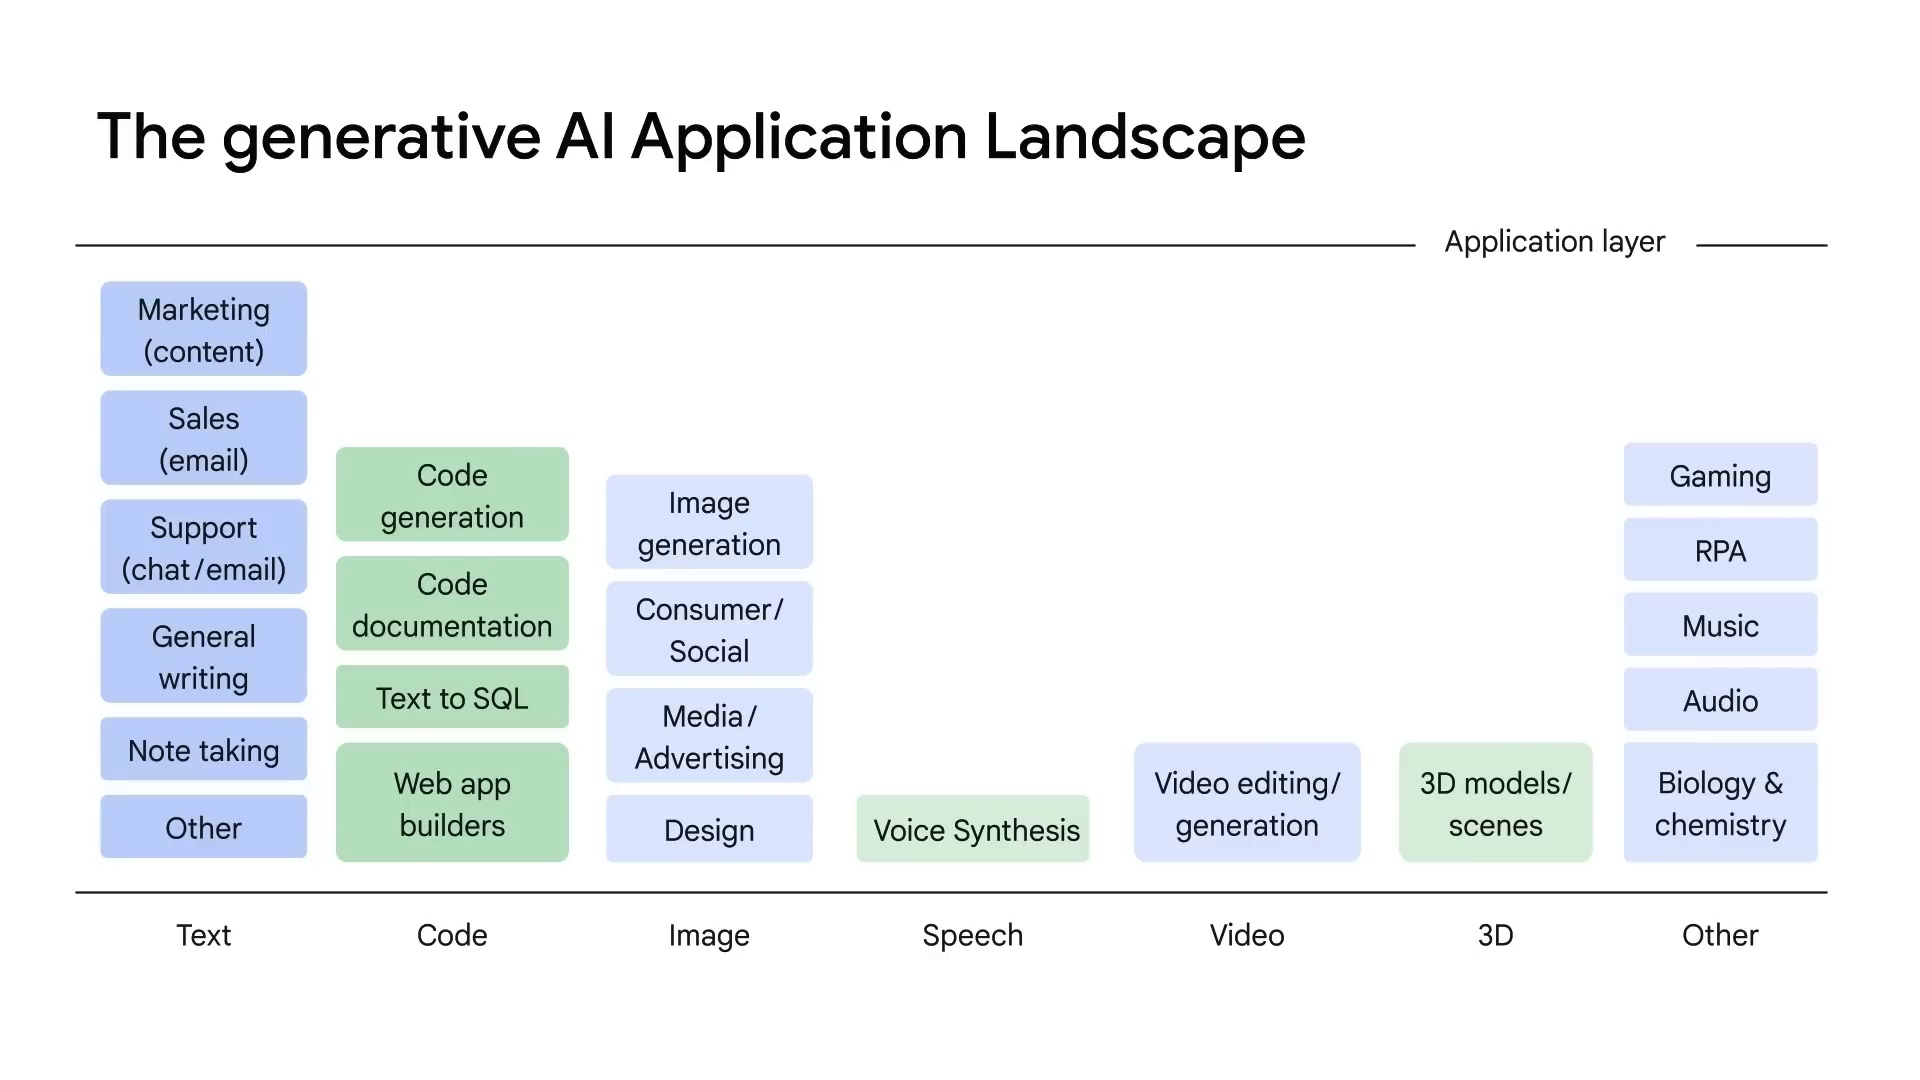 The generative AI Application Landscape
Application layer
Marketing
(content)
Sales
(email)
Support
(chat/email)
General
writing
Note taking
Other
Code
generation
Code
documentation
Text to SQL
Web app
builders
Image
generation
Consumer/
Social
Media/
Advertising
Design
Voice Synthesis
Video editing/
generation
3D models/
scenes
Gaming
RPA
Music
Audio
Biology &
chemistry
Text
Code
Image
Speech
Video
3D
Other